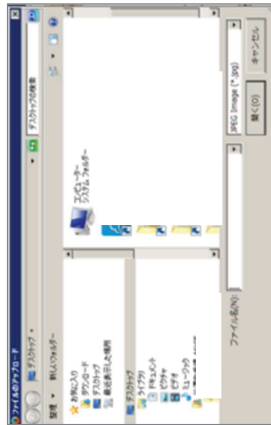 ファイルのアップロード
デスクトップ
デスクトップの検索
整理 新しいフォルダー
お気に入り
ダウンロード
デスクトップ
最近表示した場所
デスクトップ
ライブラリ
ドキュメント
ピクチャ
ビデオ
ミュージック
コンピューター
システム フォルダー
ファイル名(N):
JPEG Image (*.jpg)
開く(O)
キャンセル